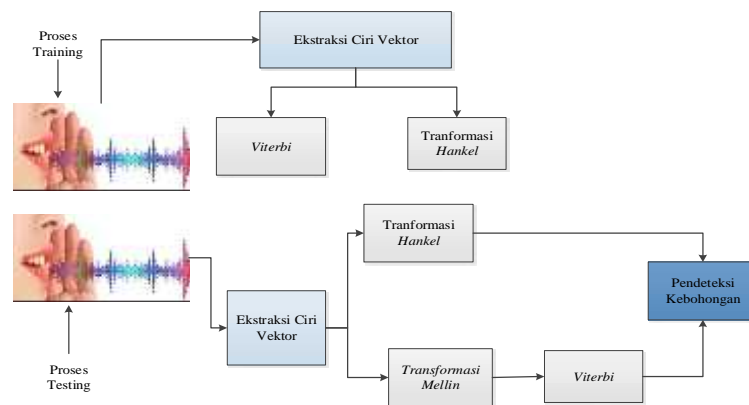 Proses
Training
Ekstraksi Ciri Vektor
Viterbi
Tranformasi
Hankel
Tranformasi
Hankel
Pendeteksi
Kebohongan
Ekstraksi Ciri
Vektor
Transformasi
Mellin
Viterbi
Proses
Testing